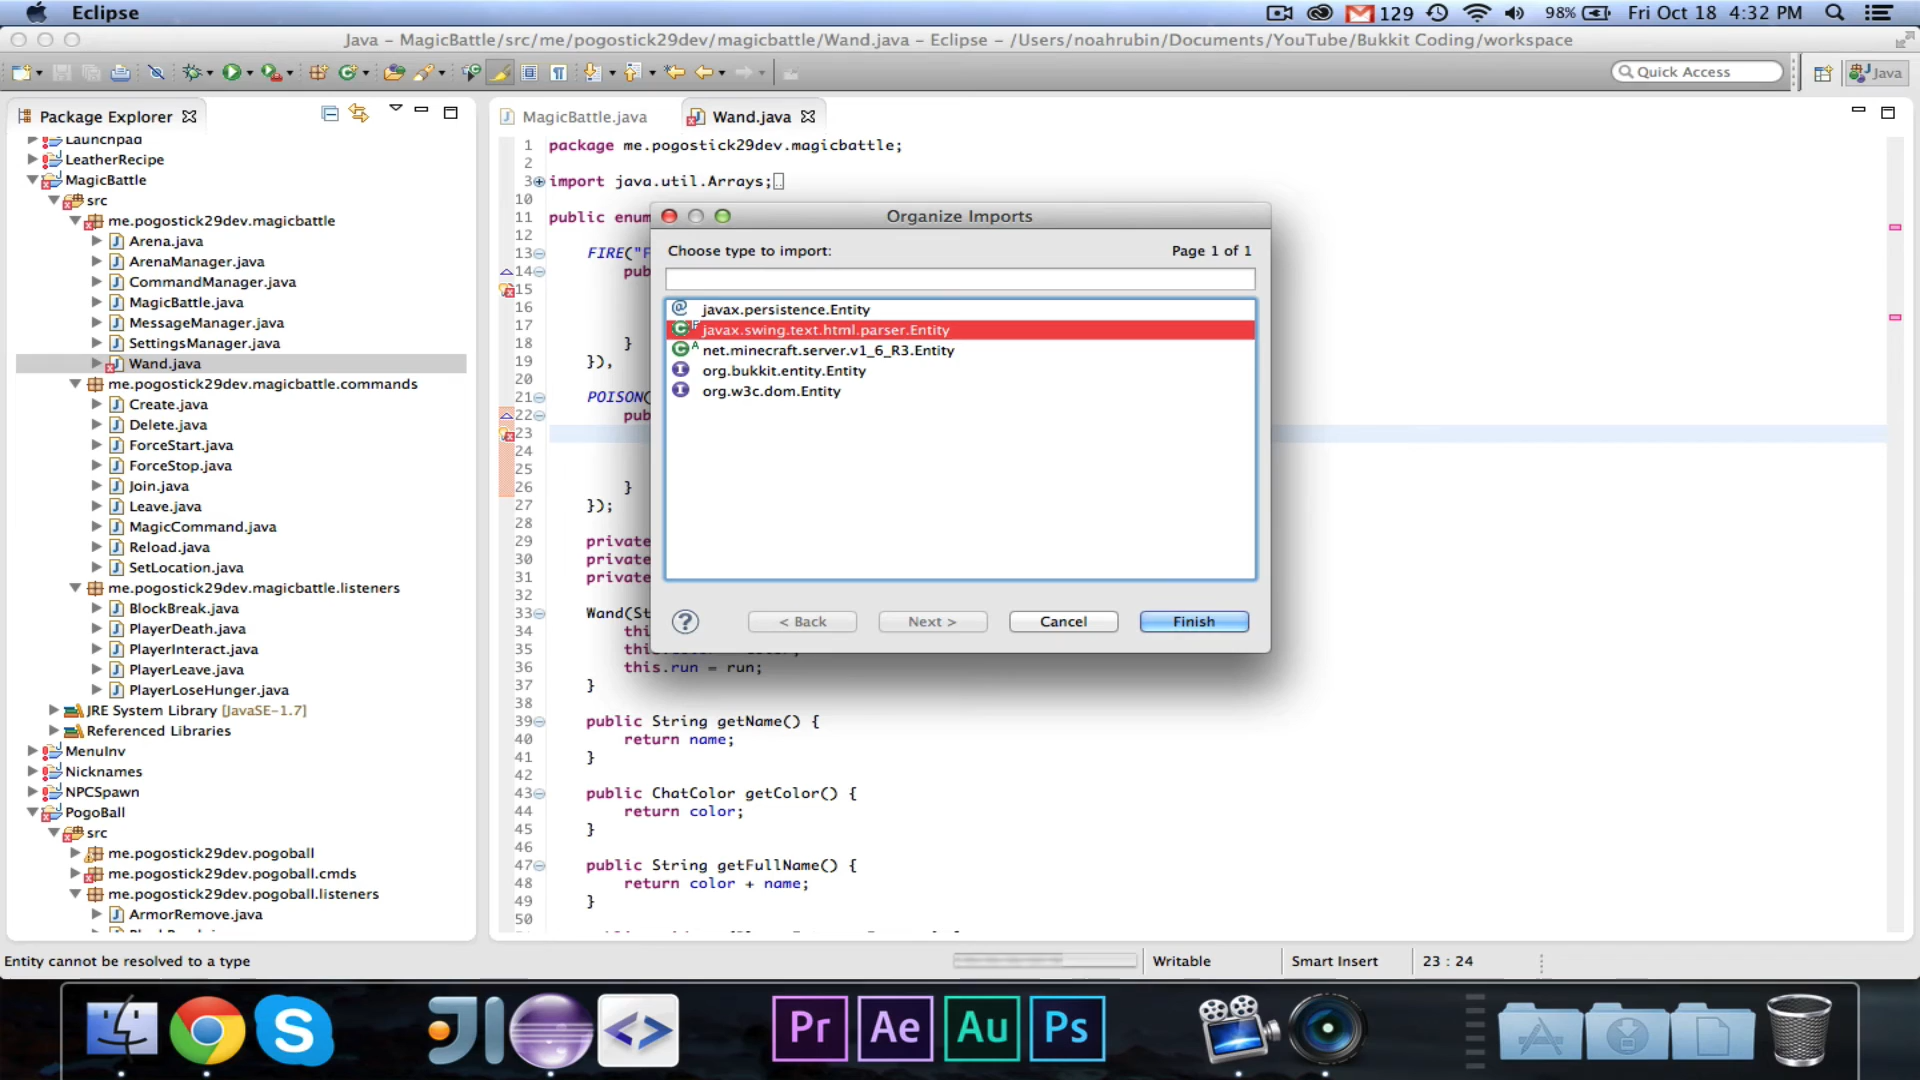 Eclipse
129
98%
Fri Oct 18 4:32 PM
Java – MagicBattle/src/me/pogostick29dev/magicbattle/Wand.java – Eclipse – /Users/noahrubin/Documents/YouTube/Bukkit Coding/workspace
Quick Access
Java
Package Explorer
Launchpad
LeatherRecipe
MagicBattle
src
me.pogostick29dev.magicbattle
Arena.java
ArenaManager.java
CommandManager.java
MagicBattle.java
MessageManager.java
SettingsManager.java
Wand.java
me.pogostick29dev.magicbattle.commands
Create.java
Delete.java
ForceStart.java
ForceStop.java
Join.java
Leave.java
MagicCommand.java
Reload.java
SetLocation.java
me.pogostick29dev.magicbattle.listeners
BlockBreak.java
PlayerDeath.java
PlayerInteract.java
PlayerLeave.java
PlayerLoseHunger.java
JRE System Library [JavaSE-1.7]
Referenced Libraries
MenuInv
Nicknames
NPCSpawn
PogoBall
src
me.pogostick29dev.pogoball
me.pogostick29dev.pogoball.cmds
me.pogostick29dev.pogoball.listeners
ArmorRemove.java
MagicBattle.java
Wand.java
1 package me.pogostick29dev.magicbattle;
2
3 import java.util.Arrays;
10
11 public enum
12
13 FIRE("F
14 pub
15
16
17
18 }
19 }),
20
21 POISON(
22 pub
23
24
25
26 }
27 });
28
29 private
30 private
31 private
32
33 Wand(St
34 thi
35 thi
36 this.run = run;
37 }
38
39 public String getName() {
40 return name;
41 }
42
43 public ChatColor getColor() {
44 return color;
45 }
46
47 public String getFullName() {
48 return color + name;
49 }
50
Organize Imports
Choose type to import:
Page 1 of 1
javax.persistence.Entity
javax.swing.text.html.parser.Entity
net.minecraft.server.v1_6_R3.Entity
org.bukkit.entity.Entity
org.w3c.dom.Entity
?
< Back
Next >
Cancel
Finish
Entity cannot be resolved to a type
Writable
Smart Insert
23 : 24
Pr
Ae
Au
Ps